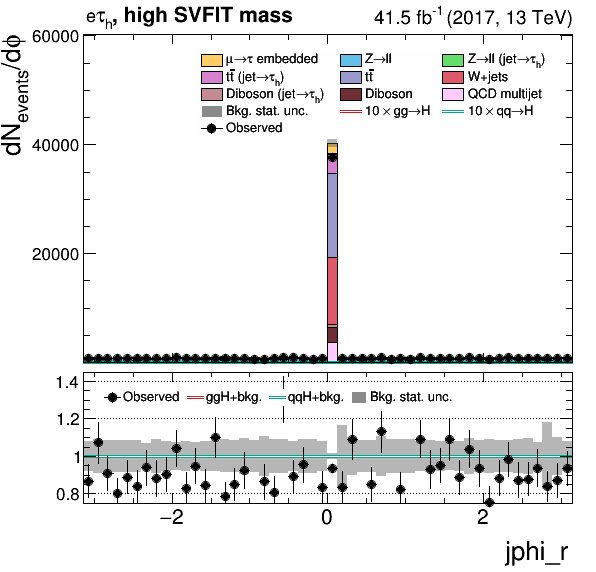 eτh, high SVFIT mass 41.5 fb⁻¹ (2017, 13 TeV)
dNevents/dϕ
60000
40000
20000
μ→τ embedded Z→ll Z→ll (jet→τh)
tt̄ (jet→τh) tt̄ W+jets
Diboson (jet→τh) Diboson QCD multijet
Bkg. stat. unc. 10 × gg→H 10 × qq→H
Observed
1.4
1.2
1
0.8
Observed ggH+bkg. qqH+bkg. Bkg. stat. unc.
−2 0 2
jphi_r